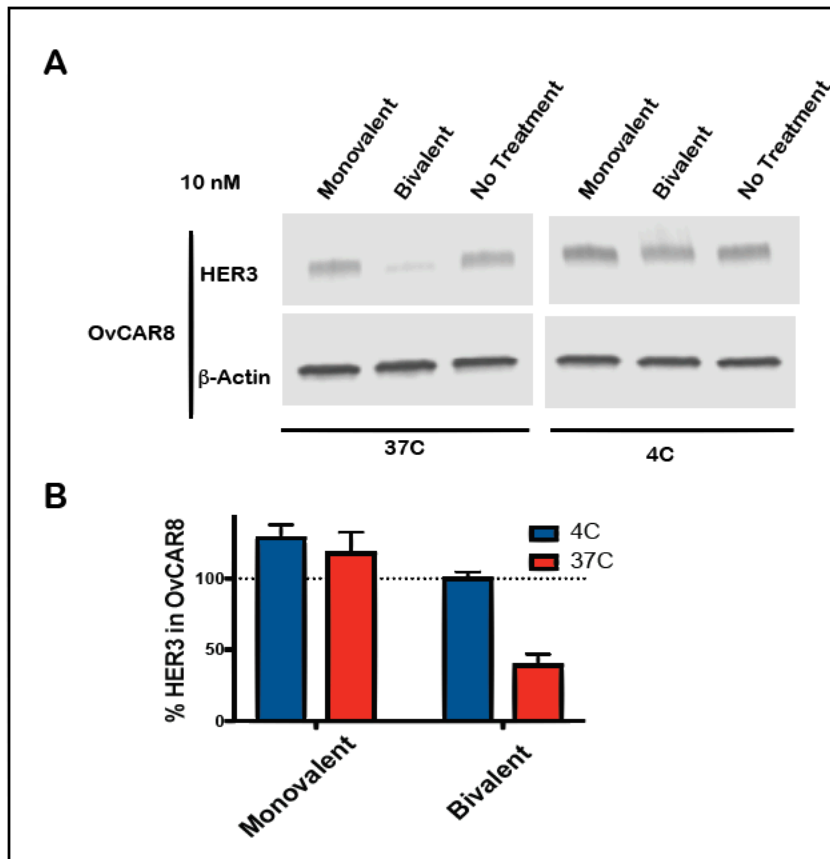 A
Monovalent
Bivalent
No Treatment
Monovalent
Bivalent
No Treatment
10 nM
HER3
OvCAR8
β-Actin
37C
4C
B
% HER3 in OvCAR8
4C
37C
100
50
0
Monovalent
Bivalent